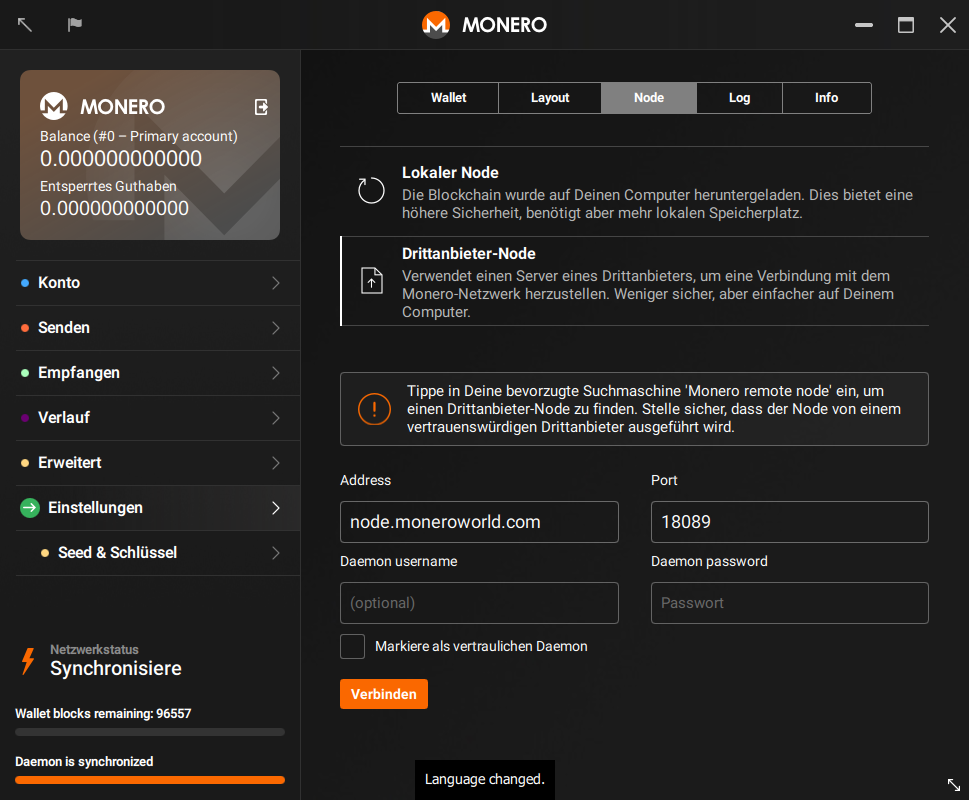 MONERO
MONERO
Balance (#0 – Primary account)
0.000000000000
Entsperrtes Guthaben
0.000000000000
Konto
Senden
Empfangen
Verlauf
Erweitert
Einstellungen
Seed & Schlüssel
Netzwerkstatus
Synchronisiere
Wallet blocks remaining: 96557
Daemon is synchronized
Wallet
Layout
Node
Log
Info
Lokaler Node
Die Blockchain wurde auf Deinen Computer heruntergeladen. Dies bietet eine
höhere Sicherheit, benötigt aber mehr lokalen Speicherplatz.
Drittanbieter-Node
Verwendet einen Server eines Drittanbieters, um eine Verbindung mit dem
Monero-Netzwerk herzustellen. Weniger sicher, aber einfacher auf Deinem
Computer.
Tippe in Deine bevorzugte Suchmaschine 'Monero remote node' ein, um
einen Drittanbieter-Node zu finden. Stelle sicher, dass der Node von einem
vertrauenswürdigen Drittanbieter ausgeführt wird.
Address
Port
node.moneroworld.com
18089
Daemon username
Daemon password
(optional)
Passwort
Markiere als vertraulichen Daemon
Verbinden
Language changed.